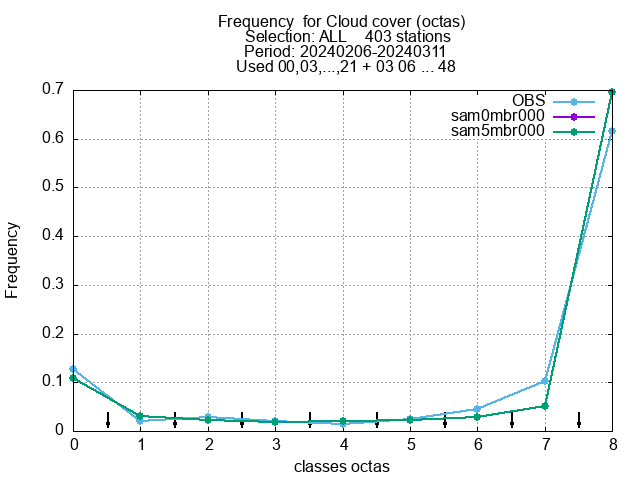 Frequency  for Cloud cover (octas)
Selection: ALL    403 stations
Period: 20240206-20240311
Used 00,03,...,21 + 03 06 ... 48
OBS
sam0mbr000
sam5mbr000
0.7
0.6
0.5
0.4
0.3
0.2
0.1
0
Frequency
0 1 2 3 4 5 6 7 8
classes octas